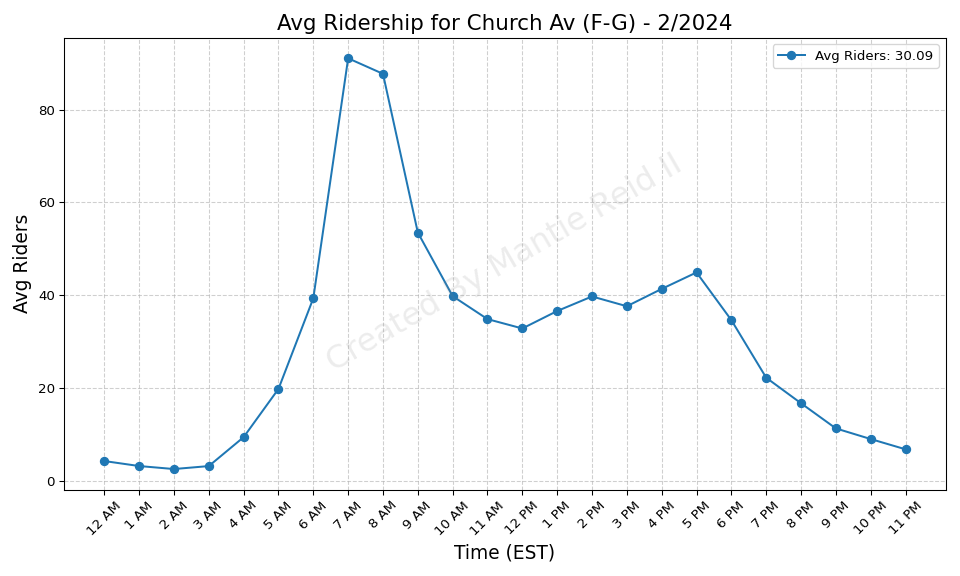 Avg Ridership for Church Av (F-G) - 2/2024
Avg Riders: 30.09
Avg Riders
80
60
40
20
0
Created By Mantie Reid II
12 AM
1 AM
2 AM
3 AM
4 AM
5 AM
6 AM
7 AM
8 AM
9 AM
10 AM
11 AM
12 PM
1 PM
2 PM
3 PM
4 PM
5 PM
6 PM
7 PM
8 PM
9 PM
10 PM
11 PM
Time (EST)